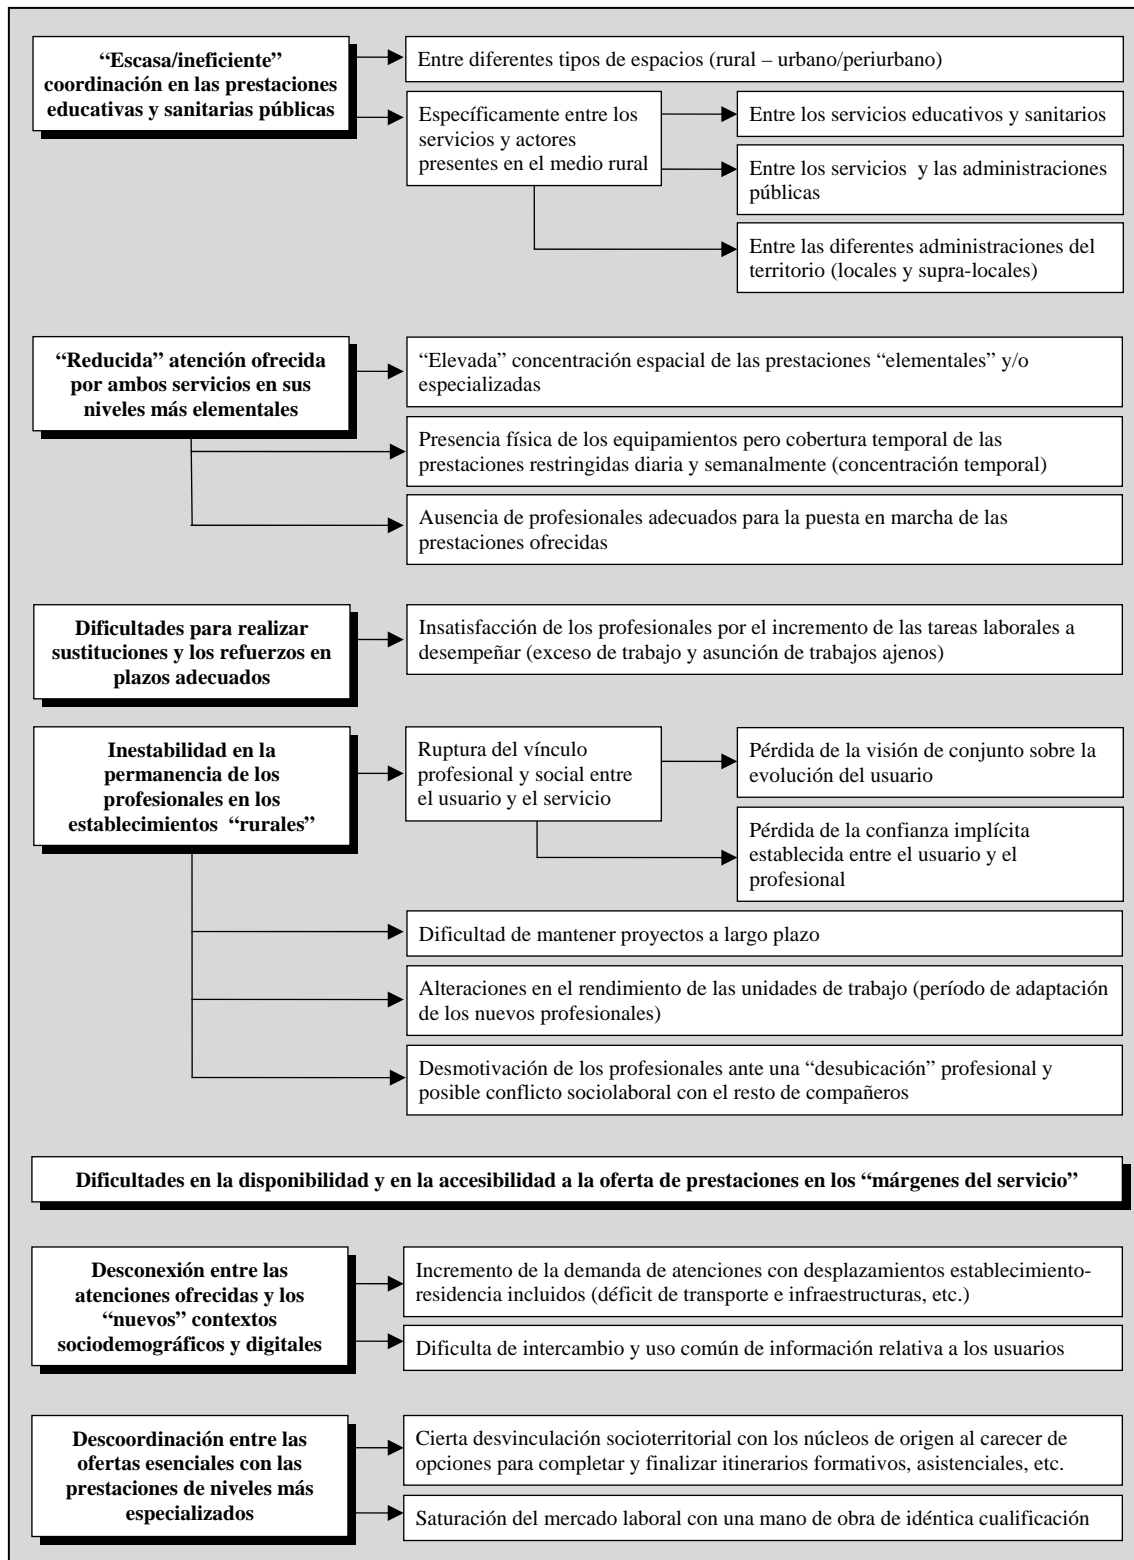 “Escasa/ineficiente”
coordinación en las prestaciones
educativas y sanitarias públicas
Entre diferentes tipos de espacios (rural – urbano/periurbano)
Específicamente entre los
servicios y actores
presentes en el medio rural
Entre los servicios educativos y sanitarios
Entre los servicios y las administraciones
públicas
Entre las diferentes administraciones del
territorio (locales y supra-locales)
“Reducida” atención ofrecida
por ambos servicios en sus
niveles más elementales
“Elevada” concentración espacial de las prestaciones “elementales” y/o
especializadas
Presencia física de los equipamientos pero cobertura temporal de las
prestaciones restringidas diaria y semanalmente (concentración temporal)
Ausencia de profesionales adecuados para la puesta en marcha de las
prestaciones ofrecidas
Dificultades para realizar
sustituciones y los refuerzos en
plazos adecuados
Insatisfacción de los profesionales por el incremento de las tareas laborales a
desempeñar (exceso de trabajo y asunción de trabajos ajenos)
Inestabilidad en la
permanencia de los
profesionales en los
establecimientos “rurales”
Ruptura del vínculo
profesional y social entre
el usuario y el servicio
Pérdida de la visión de conjunto sobre la
evolución del usuario
Pérdida de la confianza implícita
establecida entre el usuario y el
profesional
Dificultad de mantener proyectos a largo plazo
Alteraciones en el rendimiento de las unidades de trabajo (período de adaptación
de los nuevos profesionales)
Desmotivación de los profesionales ante una “desubicación” profesional y
posible conflicto sociolaboral con el resto de compañeros
Dificultades en la disponibilidad y en la accesibilidad a la oferta de prestaciones en los “márgenes del servicio”
Desconexión entre las
atenciones ofrecidas y los
“nuevos” contextos
sociodemográficos y digitales
Incremento de la demanda de atenciones con desplazamientos establecimiento-
residencia incluidos (déficit de transporte e infraestructuras, etc.)
Dificulta de intercambio y uso común de información relativa a los usuarios
Descoordinación entre las
ofertas esenciales con las
prestaciones de niveles más
especializados
Cierta desvinculación socioterritorial con los núcleos de origen al carecer de
opciones para completar y finalizar itinerarios formativos, asistenciales, etc.
Saturación del mercado laboral con una mano de obra de idéntica cualificación